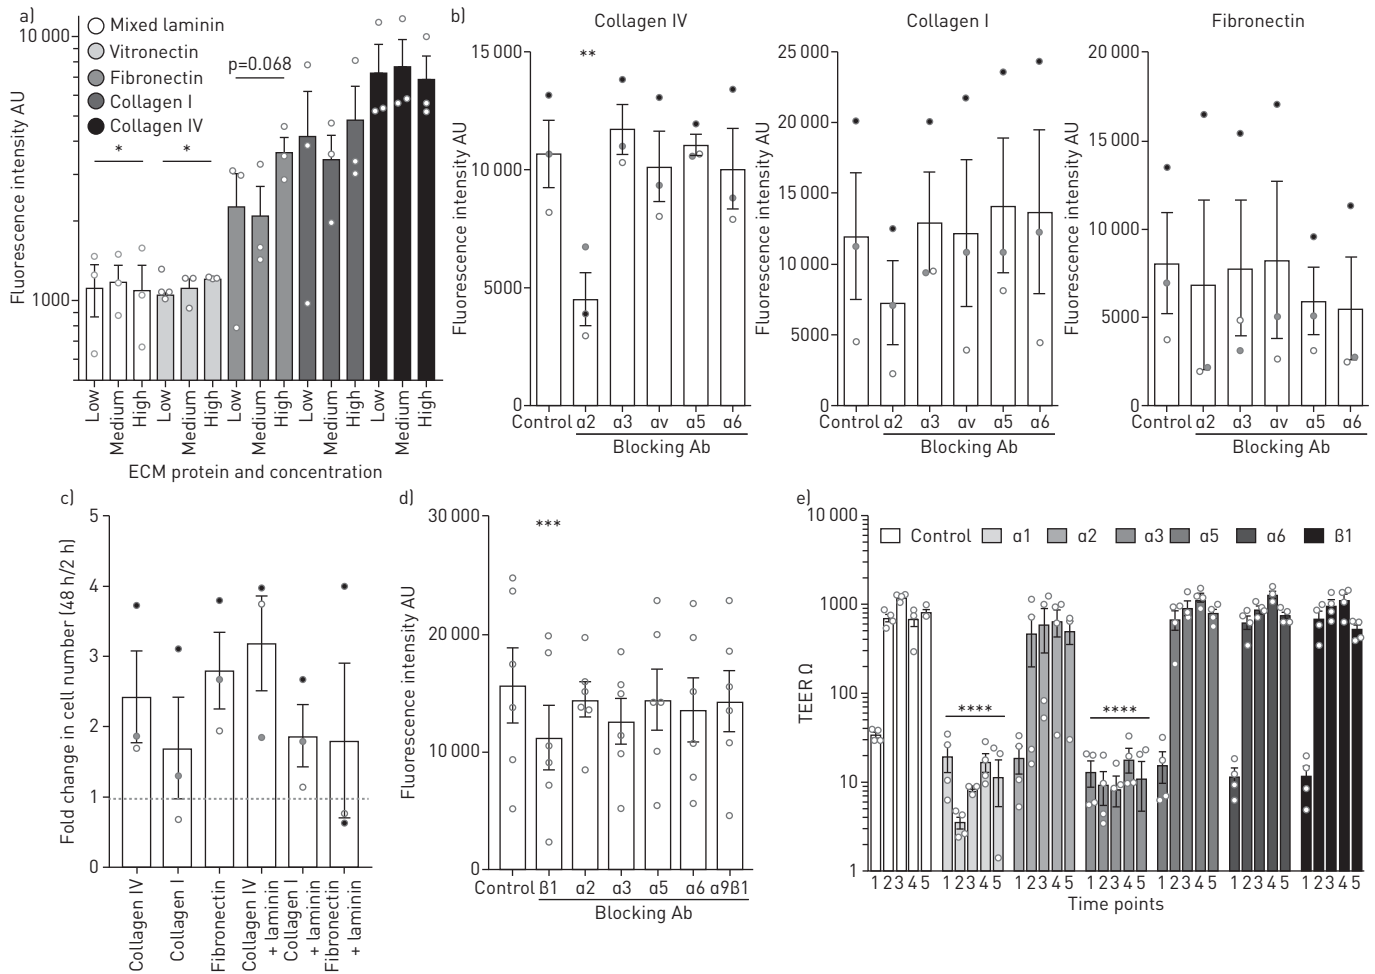 a)
Mixed laminin
Vitronectin
Fibronectin
Collagen I
Collagen IV
10 000
1000
Fluorescence intensity AU
*
*
p=0.068
Low
Medium
High
Low
Medium
High
Low
Medium
High
Low
Medium
High
Low
Medium
High
ECM protein and concentration
b)
Collagen IV
15 000
10 000
5000
0
Fluorescence intensity AU
**
Control α2 α3 αv α5 α6
Blocking Ab
Collagen I
25 000
20 000
15 000
10 000
5000
0
Fluorescence intensity AU
Control α2 α3 αv α5 α6
Blocking Ab
Fibronectin
20 000
15 000
10 000
5000
0
Fluorescence intensity AU
Control α2 α3 αv α5 α6
Blocking Ab
c)
5
4
3
2
1
0
Fold change in cell number (48 h/2 h)
Collagen IV
Collagen I
Fibronectin
Collagen IV
+ laminin
Collagen I
+ laminin
Fibronectin
+ laminin
d)
30 000
20 000
10 000
0
Fluorescence intensity AU
***
Control β1 α2 α3 α5 α6 α9β1
Blocking Ab
e)
10 000
1000
100
10
1
TEER Ω
Control α1 α2 α3 α5 α6 β1
****
****
1 2 3 4 5 1 2 3 4 5 1 2 3 4 5 1 2 3 4 5 1 2 3 4 5 1 2 3 4 5 1 2 3 4 5
Time points